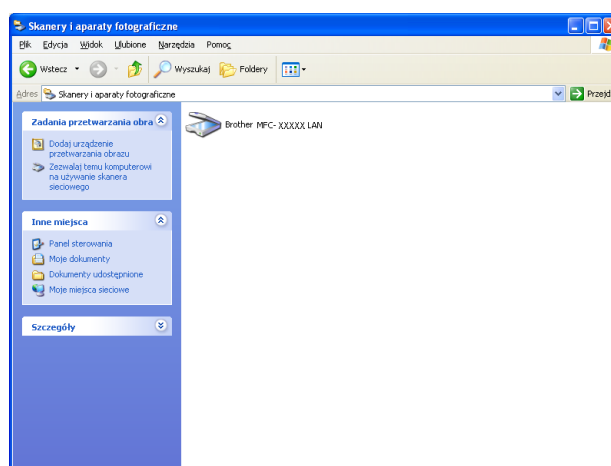 Skanery i aparaty fotograficzne
Plik Edycja Widok Ulubione Narzędzia Pomoc
Wstecz Wyszukaj Foldery
Adres Skanery i aparaty fotograficzne Przejd
Zadania przetwarzania obra
Dodaj urządzenie
przetwarzania obrazu
Zezwalaj temu komputerowi
na używanie skanera
sieciowego
Inne miejsca
Panel sterowania
Moje dokumenty
Dokumenty udostępnione
Moje miejsca sieciowe
Szczegóły
Brother MFC-XXXXX LAN